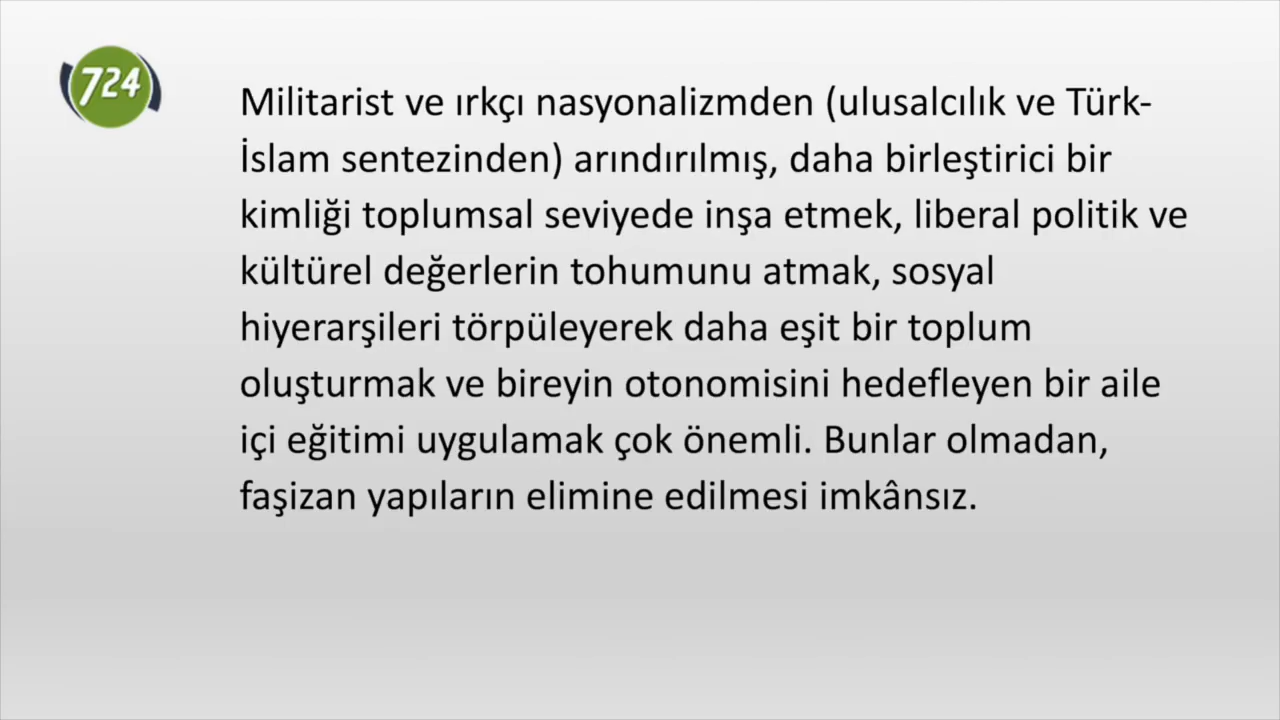 724
Militarist ve ırkçı nasyonalizmden (ulusalcılık ve Türk-
İslam sentezinden) arındırılmış, daha birleştirici bir
kimliği toplumsal seviyede inşa etmek, liberal politik ve
kültürel değerlerin tohumunu atmak, sosyal
hiyerarşileri törpüleyerek daha eşit bir toplum
oluşturmak ve bireyin otonomisini hedefleyen bir aile
içi eğitimi uygulamak çok önemli. Bunlar olmadan,
faşizan yapıların elimine edilmesi imkânsız.